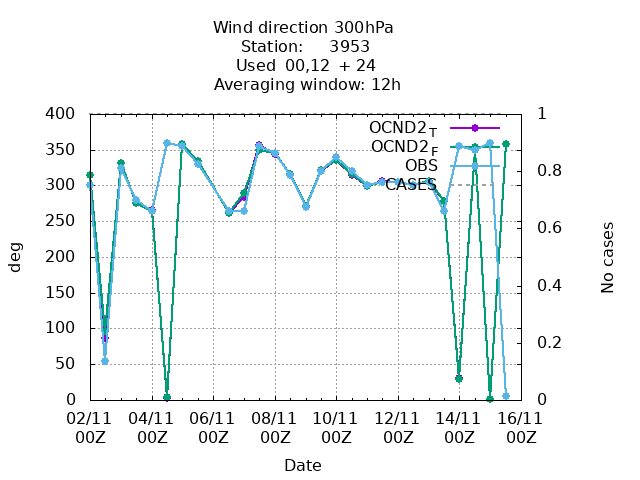 Wind direction 300hPa
Station: 3953
Used 00,12 + 24
Averaging window: 12h
400
350
300
250
200
150
100
50
0
deg
1
0.8
0.6
0.4
0.2
0
No cases
OCND2_T
OCND2_F
OBS
CASES
02/11 04/11 06/11 08/11 10/11 12/11 14/11 16/11
00Z 00Z 00Z 00Z 00Z 00Z 00Z 00Z
Date